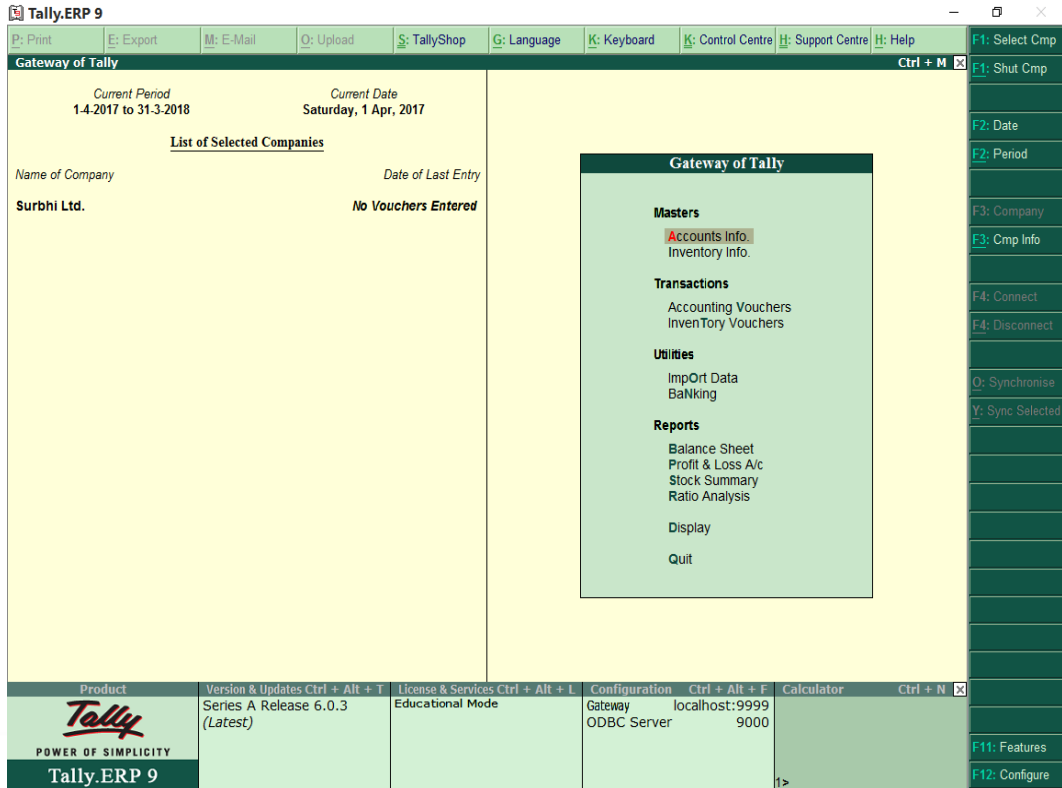 Tally.ERP 9
P: Print E: Export M: E-Mail O: Upload S: TallyShop G: Language K: Keyboard K: Control Centre H: Support Centre H: Help
Gateway of Tally Ctrl + M
Current Period Current Date
1-4-2017 to 31-3-2018 Saturday, 1 Apr, 2017
List of Selected Companies
Name of Company Date of Last Entry
Surbhi Ltd. No Vouchers Entered
Gateway of Tally
Masters
Accounts Info.
Inventory Info.
Transactions
Accounting Vouchers
InvenTory Vouchers
Utilities
ImpOrt Data
BaNking
Reports
Balance Sheet
Profit & Loss A/c
Stock Summary
Ratio Analysis
Display
Quit
F1: Select Cmp
F1: Shut Cmp
F2: Date
F2: Period
F3: Company
F3: Cmp Info
F4: Connect
F4: Disconnect
O: Synchronise
Y: Sync Selected
F11: Features
F12: Configure
Product
Tally
POWER OF SIMPLICITY
Tally.ERP 9
Version & Updates Ctrl + Alt + T
Series A Release 6.0.3
(Latest)
License & Services Ctrl + Alt + L
Educational Mode
Configuration Ctrl + Alt + F
Gateway localhost:9999
ODBC Server 9000
Calculator Ctrl + N
1>